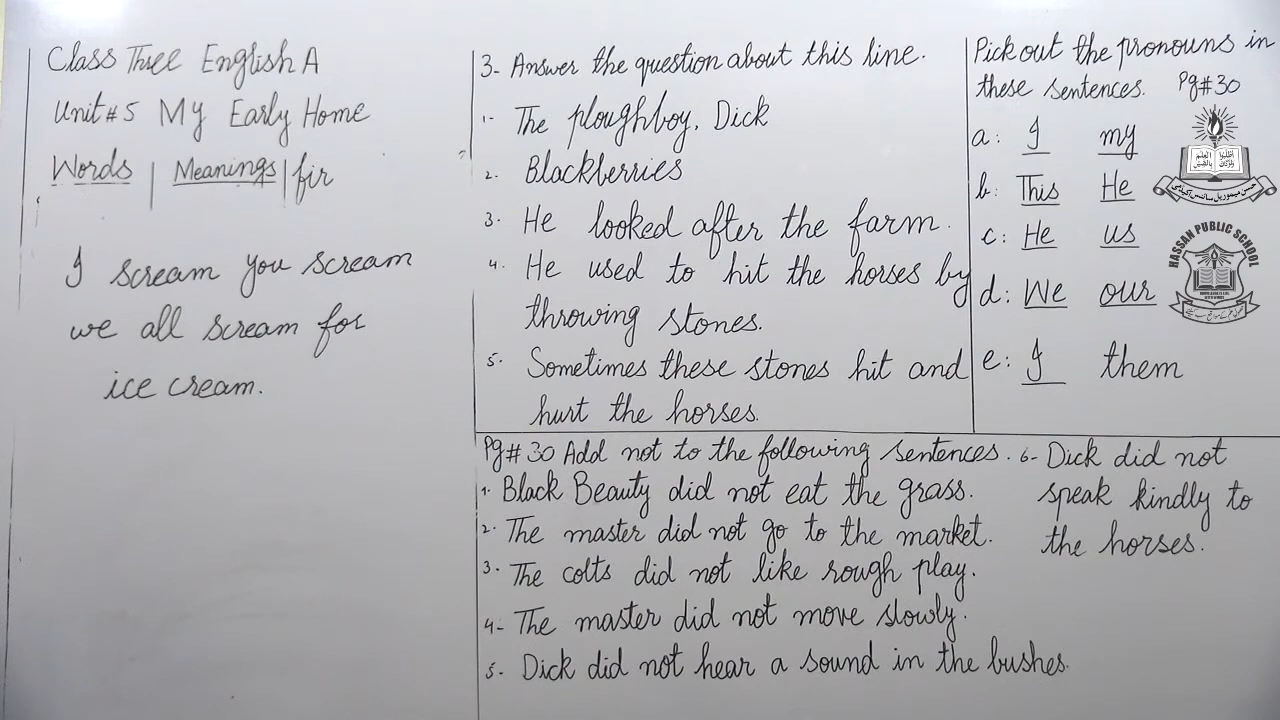 Class Three English A
Unit # 5 My Early Home
Words | Meanings | fir
I scream you scream
we all scream for
ice cream.
3- Answer the question about this line.
1- The ploughboy, Dick
2. Blackberries
3. He looked after the farm.
4. He used to hit the horses by
throwing stones.
5. Sometimes these stones hit and
hurt the horses.
Pick out the pronouns in
these sentences. Pg#30
a: I my
b: This He
c: He us
d: We our
e: I them
Pg# 30 Add not to the following sentences.
1. Black Beauty did not eat the grass.
2. The master did not go to the market.
3. The colts did not like rough play.
4- The master did not move slowly.
5- Dick did not hear a sound in the bushes.
6- Dick did not
speak kindly to
the horses.
HASSAN PUBLIC SCHOOL